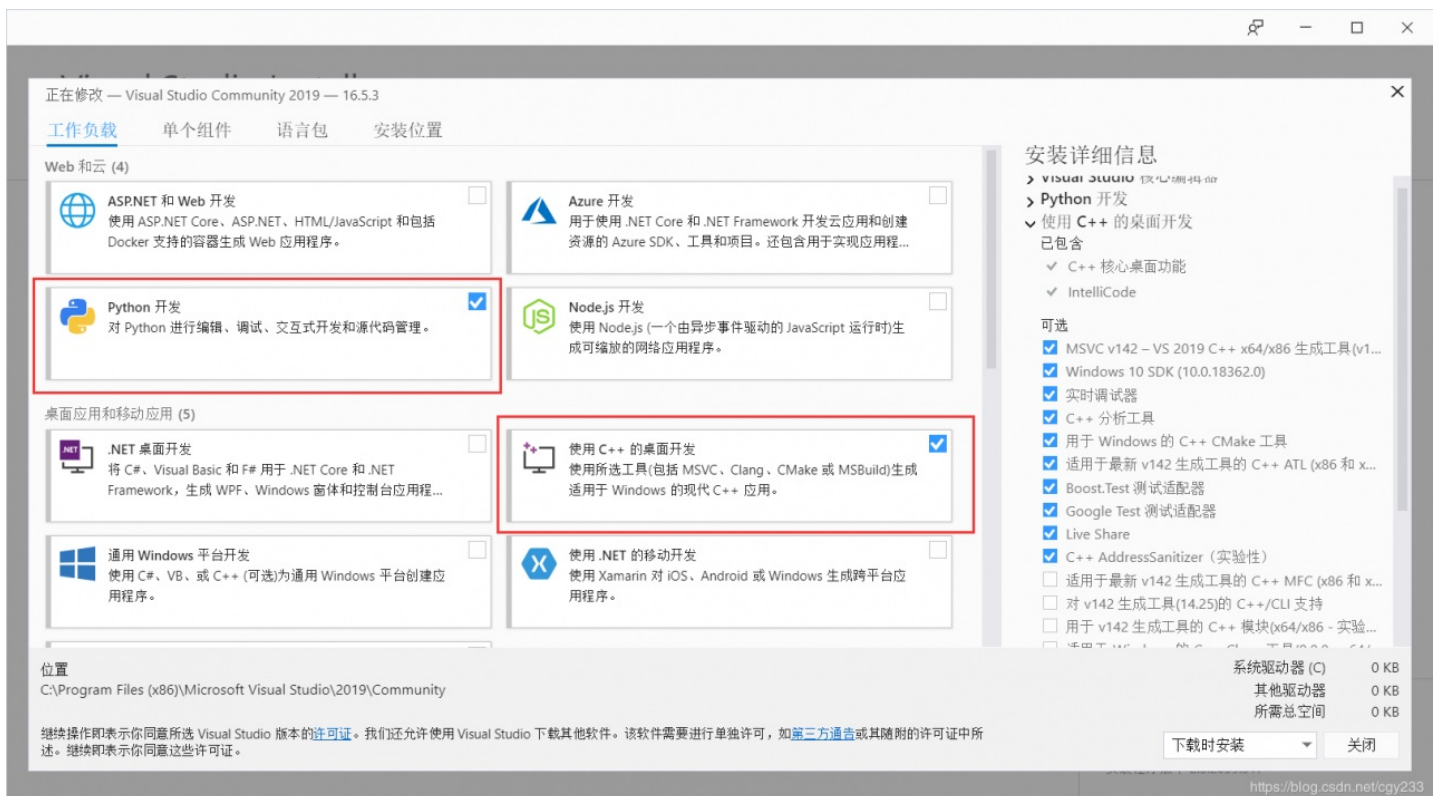 正在修改 — Visual Studio Community 2019 — 16.5.3
工作负载 单个组件 语言包 安装位置
Web 和云 (4)
ASP.NET 和 Web 开发
使用 ASP.NET Core、ASP.NET、HTML/JavaScript 和包括
Docker 支持的容器生成 Web 应用程序。
Azure 开发
用于使用 .NET Core 和 .NET Framework 开发云应用和创建
资源的 Azure SDK、工具和项目。还包含用于实现应用程...
Python 开发
对 Python 进行编辑、调试、交互式开发和源代码管理。
Node.js 开发
使用 Node.js (一个由异步事件驱动的 JavaScript 运行时)生
成可缩放的网络应用程序。
桌面应用和移动应用 (5)
.NET 桌面开发
将 C#、Visual Basic 和 F# 用于 .NET Core 和 .NET
Framework，生成 WPF、Windows 窗体和控制台应用程...
使用 C++ 的桌面开发
使用所选工具(包括 MSVC、Clang、CMake 或 MSBuild)生成
适用于 Windows 的现代 C++ 应用。
通用 Windows 平台开发
使用 C#、VB、或 C++ (可选)为通用 Windows 平台创建应
用程序。
使用 .NET 的移动开发
使用 Xamarin 对 iOS、Android 或 Windows 生成跨平台应
用程序。
安装详细信息
Visual Studio 核心编辑器
Python 开发
使用 C++ 的桌面开发
已包含
C++ 核心桌面功能
IntelliCode
可选
MSVC v142 – VS 2019 C++ x64/x86 生成工具(v1...
Windows 10 SDK (10.0.18362.0)
实时调试器
C++ 分析工具
用于 Windows 的 C++ CMake 工具
适用于最新 v142 生成工具的 C++ ATL (x86 和 x...
Boost.Test 测试适配器
Google Test 测试适配器
Live Share
C++ AddressSanitizer（实验性）
适用于最新 v142 生成工具的 C++ MFC (x86 和 x...
对 v142 生成工具(14.25)的 C++/CLI 支持
用于 v142 生成工具的 C++ 模块(x64/x86 - 实验...
位置
C:\Program Files (x86)\Microsoft Visual Studio\2019\Community
系统驱动器 (C) 0 KB
其他驱动器 0 KB
所需总空间 0 KB
继续操作即表示你同意所选 Visual Studio 版本的许可证。我们还允许使用 Visual Studio 下载其他软件。该软件需要进行单独许可，如第三方通告或其随附的许可证中所
述。继续即表示你同意这些许可证。
下载时安装 关闭
https://blog.csdn.net/cgy233